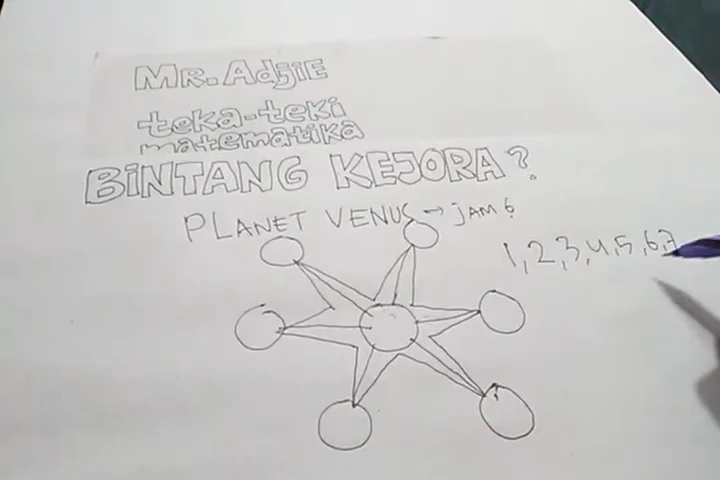 Mr. Adjie
teka-teki
matematika
BINTANG KEJORA?
PLANET VENUS → jam 6
1,2,3,4,5,6,7